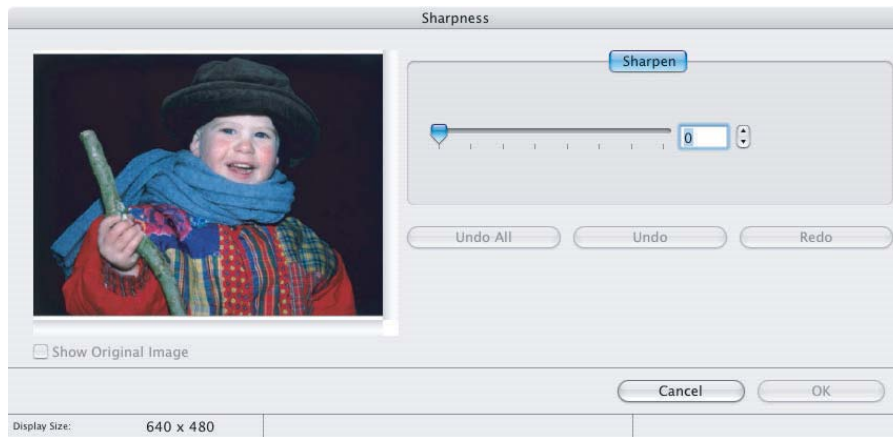 Sharpness
Sharpen
0
Undo All Undo Redo
Show Original Image
Cancel OK
Display Size: 640 x 480